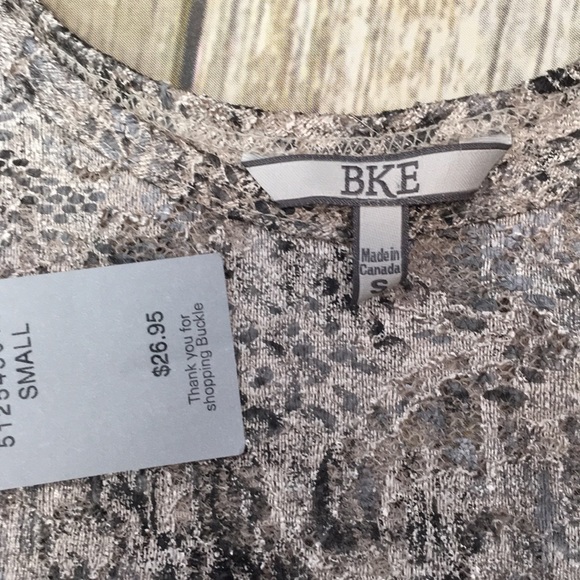 BKE
Made in
Canada
S
SMALL
$26.95
Thank you for
shopping Buckle